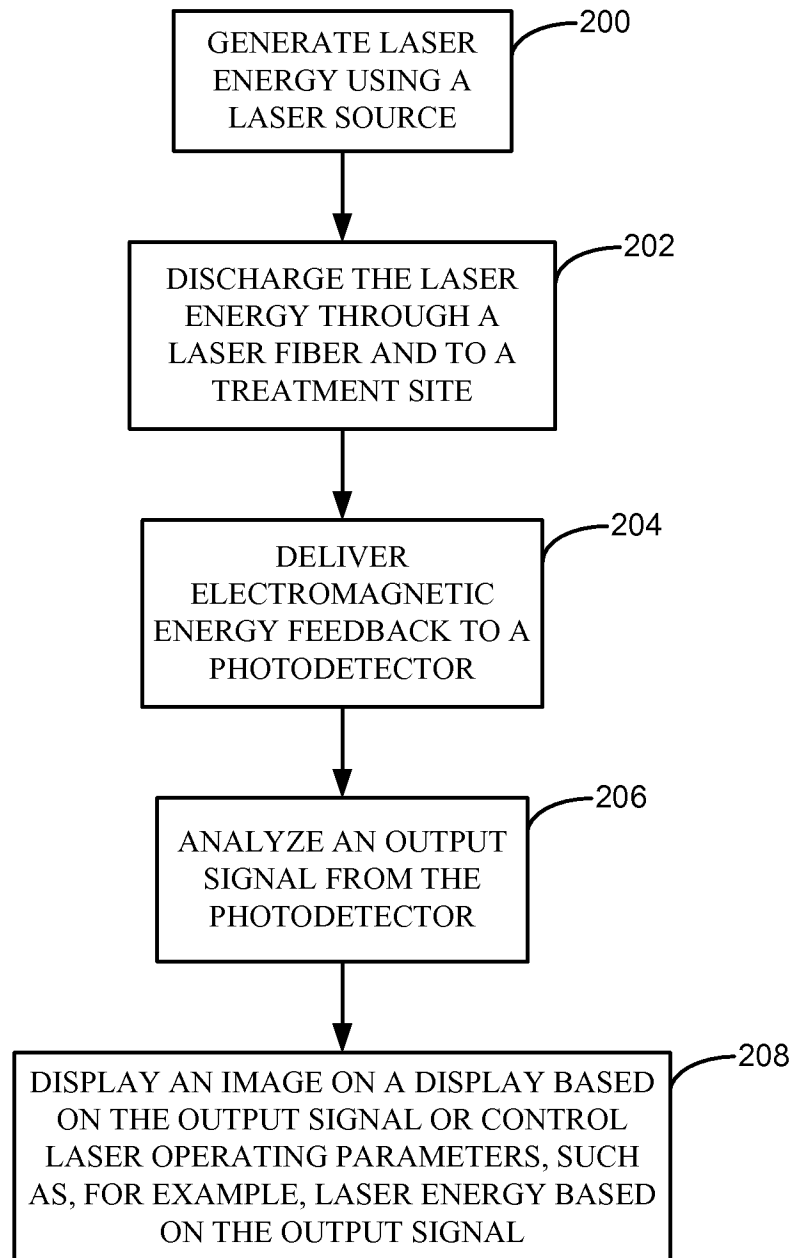 200
GENERATE LASER
ENERGY USING A
LASER SOURCE
202
DISCHARGE THE LASER
ENERGY THROUGH A
LASER FIBER AND TO A
TREATMENT SITE
204
DELIVER
ELECTROMAGNETIC
ENERGY FEEDBACK TO A
PHOTODETECTOR
206
ANALYZE AN OUTPUT
SIGNAL FROM THE
PHOTODETECTOR
208
DISPLAY AN IMAGE ON A DISPLAY BASED
ON THE OUTPUT SIGNAL OR CONTROL
LASER OPERATING PARAMETERS, SUCH
AS, FOR EXAMPLE, LASER ENERGY BASED
ON THE OUTPUT SIGNAL